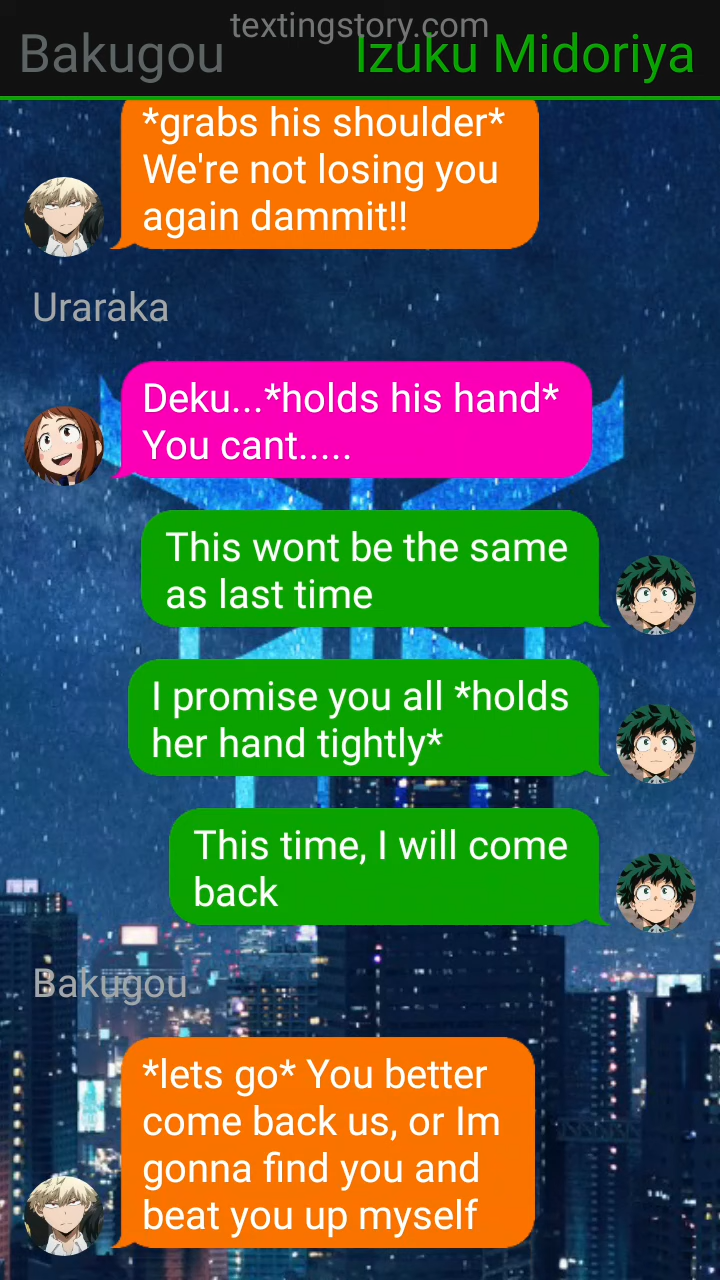 textingstory.com
Bakugou
Izuku Midoriya
*grabs his shoulder*
We're not losing you
again dammit!!
Uraraka
Deku...*holds his hand*
You cant.....
This wont be the same
as last time
I promise you all *holds
her hand tightly*
This time, I will come
back
Bakugou
*lets go* You better
come back us, or Im
gonna find you and
beat you up myself